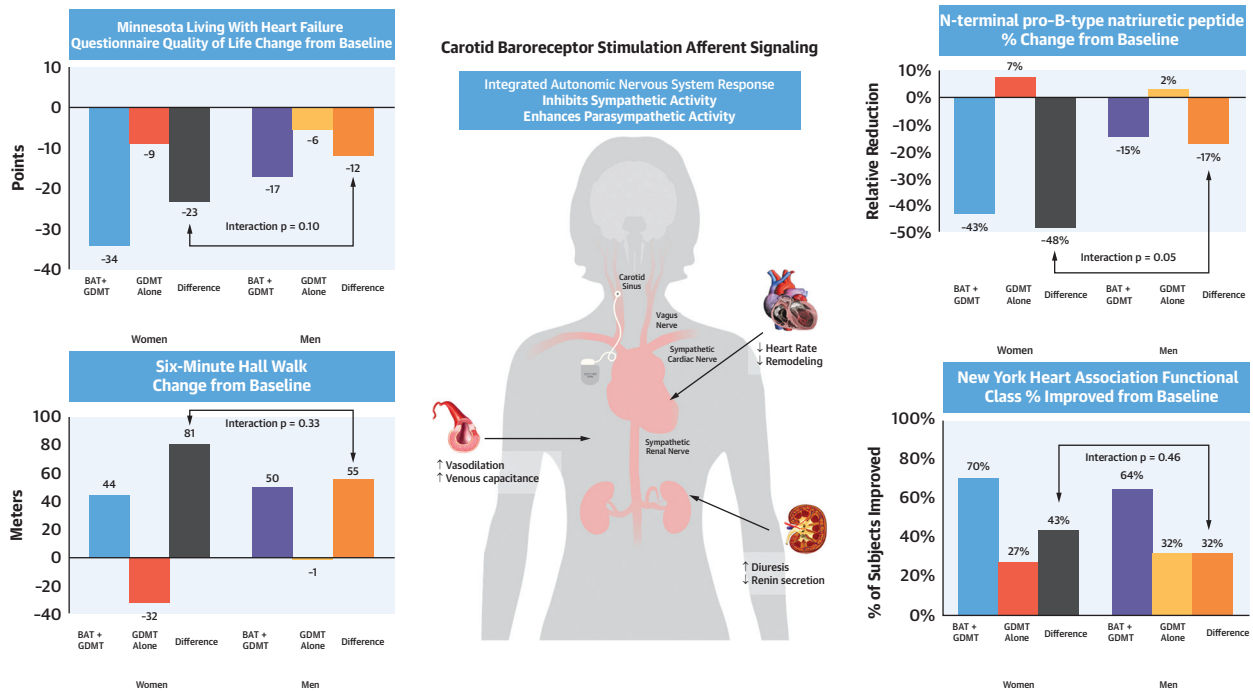 Minnesota Living With Heart Failure
Questionnaire Quality of Life Change from Baseline
Points
10
0
-10
-20
-30
-40
-34
-9
-23
-17
-6
-12
Interaction p = 0.10
BAT+
GDMT
GDMT
Alone
Difference
BAT +
GDMT
GDMT
Alone
Difference
Women
Men
Six-Minute Hall Walk
Change from Baseline
Meters
100
80
60
40
20
0
-20
-40
44
-32
81
50
-1
55
Interaction p = 0.33
BAT +
GDMT
GDMT
Alone
Difference
BAT +
GDMT
GDMT
Alone
Difference
Women
Men
Carotid Baroreceptor Stimulation Afferent Signaling
Integrated Autonomic Nervous System Response
Inhibits Sympathetic Activity
Enhances Parasympathetic Activity
Carotid
Sinus
Vagus
Nerve
Sympathetic
Cardiac Nerve
↓ Heart Rate
↓ Remodeling
Sympathetic
Renal Nerve
↑ Vasodilation
↑ Venous capacitance
↑ Diuresis
↓ Renin secretion
N-terminal pro-B-type natriuretic peptide
% Change from Baseline
Relative Reduction
10%
0%
-10%
-20%
-30%
-40%
-50%
-43%
7%
-48%
-15%
2%
-17%
Interaction p = 0.05
BAT +
GDMT
GDMT
Alone
Difference
BAT +
GDMT
GDMT
Alone
Difference
Women
Men
New York Heart Association Functional
Class % Improved from Baseline
% of Subjects Improved
100%
80%
60%
40%
20%
0%
70%
27%
43%
64%
32%
32%
Interaction p = 0.46
BAT +
GDMT
GDMT
Alone
Difference
BAT +
GDMT
GDMT
Alone
Difference
Women
Men